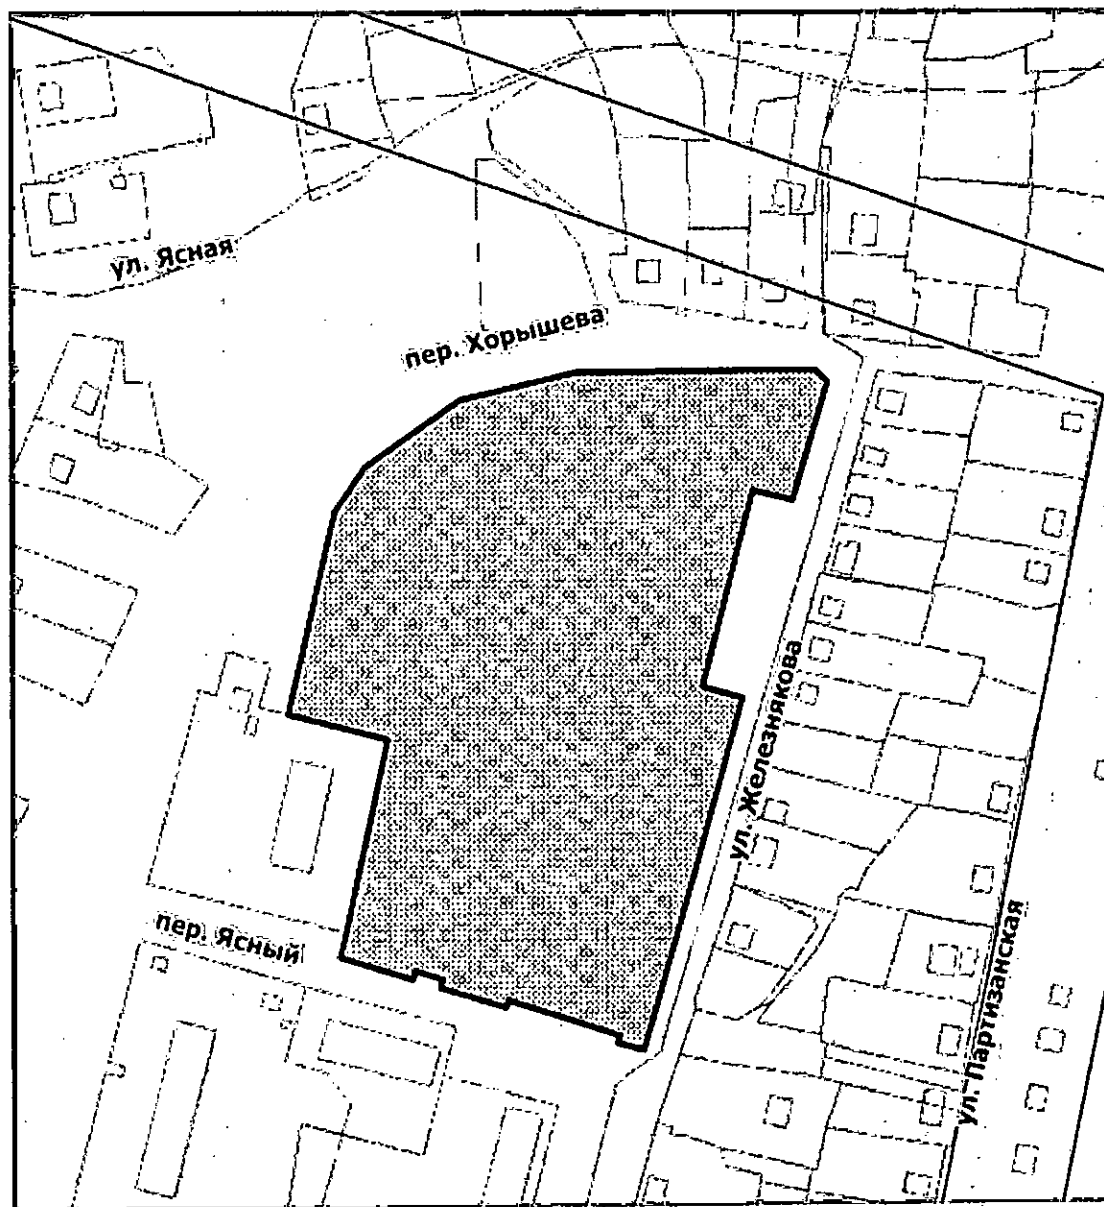 ул. Ясная
пер. Хорышева
ул. Железнякова
пер. Ясный
ул. Партизанская